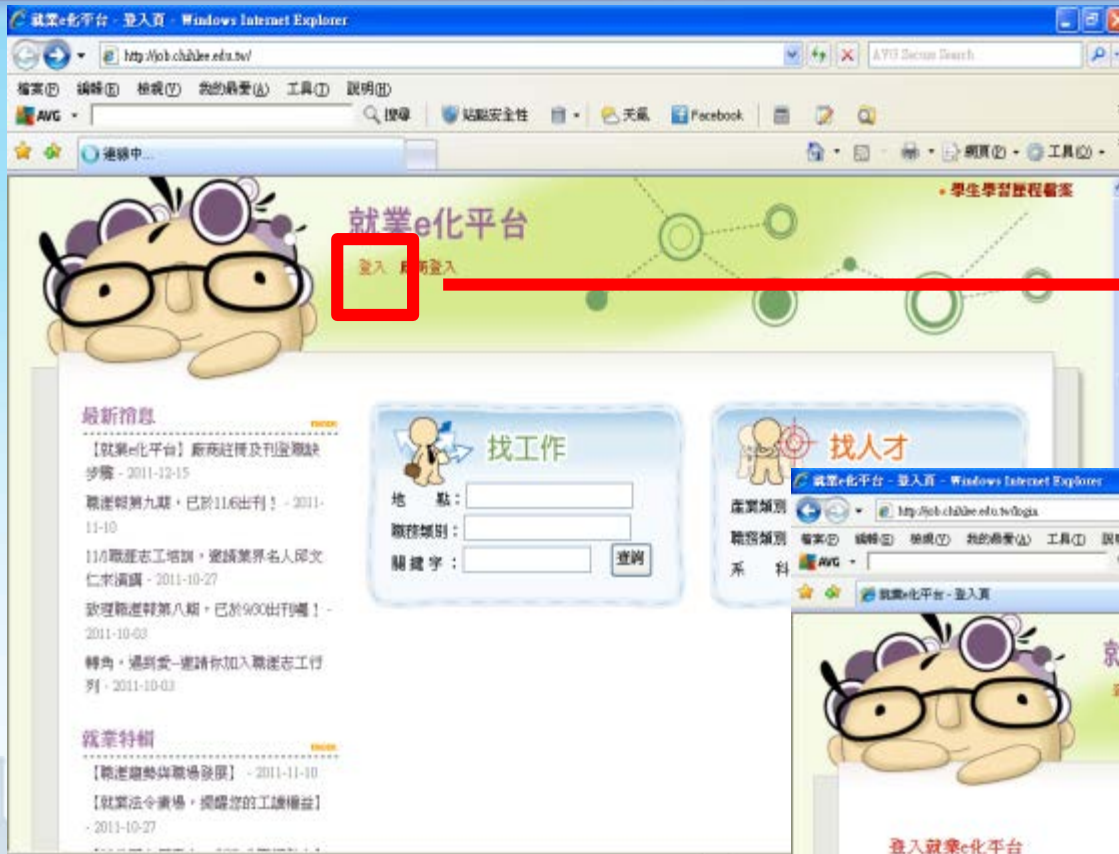 就業e化平台 - 登入頁 - Windows Internet Explorer
http://job.chihlee.edu.tw/
AVG Secure Search
檔案(F) 編輯(E) 檢視(V) 我的最愛(A) 工具(T) 說明(H)
AVG 搜尋 站點安全性 天氣 Facebook
連線中...
網頁(P) 工具(O)
學生學習歷程檔案
就業e化平台
登入 廠商登入
最新消息
more
【就業e化平台】廠商註冊及刊登職缺
步驟 - 2011-12-15
職涯報第九期,已於11/6出刊! - 2011-
11-10
11/8職涯志工培訓,邀請業界名人邱文
仁來演講 - 2011-10-27
致理職涯報第八期,已於9/30出刊囉! -
2011-10-03
轉角,遇到愛–邀請你加入職涯志工行
列 - 2011-10-03
就業特輯
more
【職涯趨勢與職場發展】 - 2011-11-10
【就業法令廣場,提醒您的工讀權益】
- 2011-10-27
找工作
地 點:
職務類別:
關鍵字:
查詢
找人才
產業類別
職務類別
系 科
就業e化平台 - 登入頁 - Windows Internet Explorer
http://job.chihlee.edu.tw/login
檔案(F) 編輯(E) 檢視(V) 我的最愛(A) 工具(T)
AVG
就業e化平台 - 登入頁
登入就業e化平台